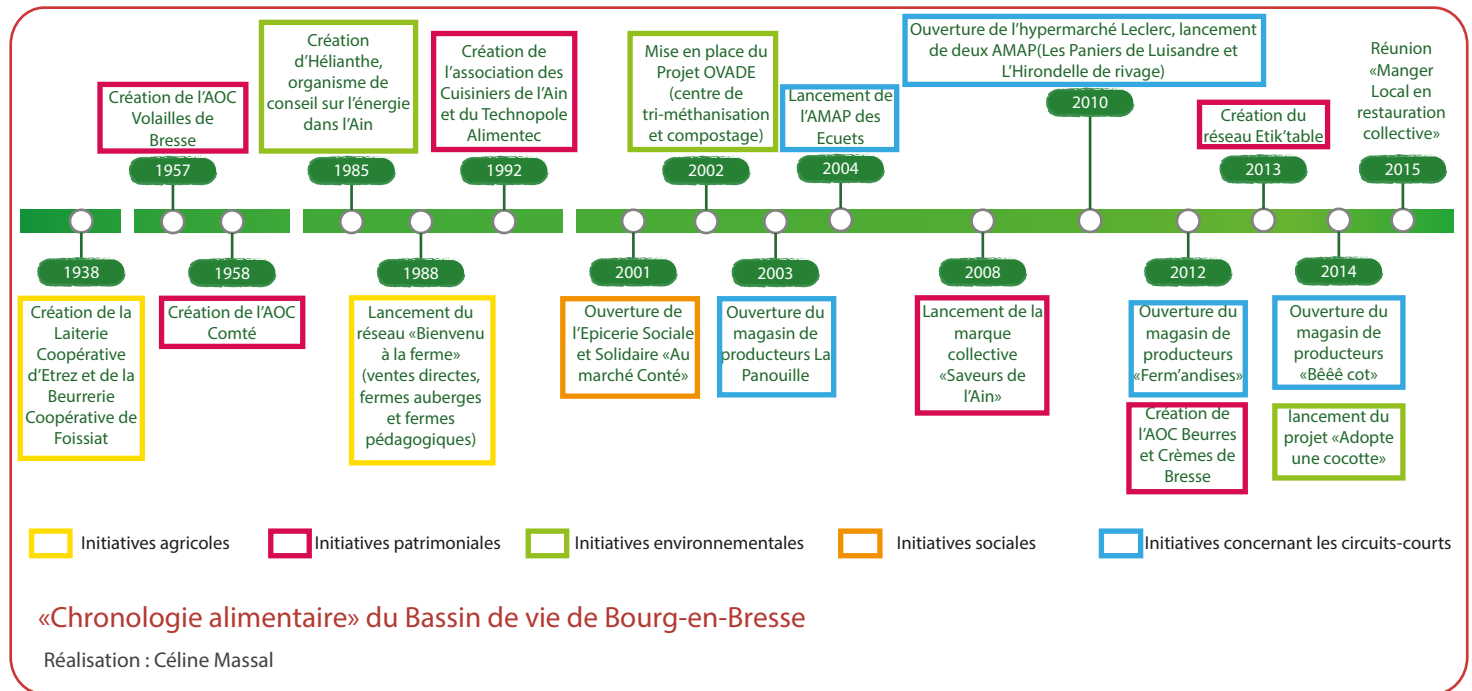 Création de l'AOC
Volailles de
Bresse
1957
Création
d'Hélianthe,
organisme de
conseil sur l'énergie
dans l'Ain
1985
Création de
l'association des
Cuisiniers de l'Ain
et du Technopole
Alimentec
1992
Mise en place du
Projet OVADE
(centre de
tri-méthanisation
et compostage)
2002
Lancement de
l'AMAP des
Ecuets
2004
Ouverture de l'hypermarché Leclerc, lancement
de deux AMAP(Les Paniers de Luisandre et
L'Hirondelle de rivage)
2010
Création du
réseau Etik'table
2013
Réunion
«Manger
Local en
restauration
collective»
2015
1938
Création de la
Laiterie
Coopérative
d'Etrez et de la
Beurrerie
Coopérative de
Foissiat
1958
Création de l'AOC
Comté
1988
Lancement du
réseau «Bienvenu
à la ferme»
(ventes directes,
fermes auberges
et fermes
pédagogiques)
2001
Ouverture de
l'Epicerie Sociale
et Solidaire «Au
marché Conté»
2003
Ouverture du
magasin de
producteurs La
Panouille
2008
Lancement de la
marque
collective
«Saveurs de
l'Ain»
2012
Ouverture du
magasin de
producteurs
«Ferm'andises»
Création de
l'AOC Beurres
et Crèmes de
Bresse
2014
Ouverture du
magasin de
producteurs
«Bêêê cot»
lancement du
projet «Adopte
une cocotte»
Initiatives agricoles
Initiatives patrimoniales
Initiatives environnementales
Initiatives sociales
Initiatives concernant les circuits-courts
«Chronologie alimentaire» du Bassin de vie de Bourg-en-Bresse
Réalisation : Céline Massal